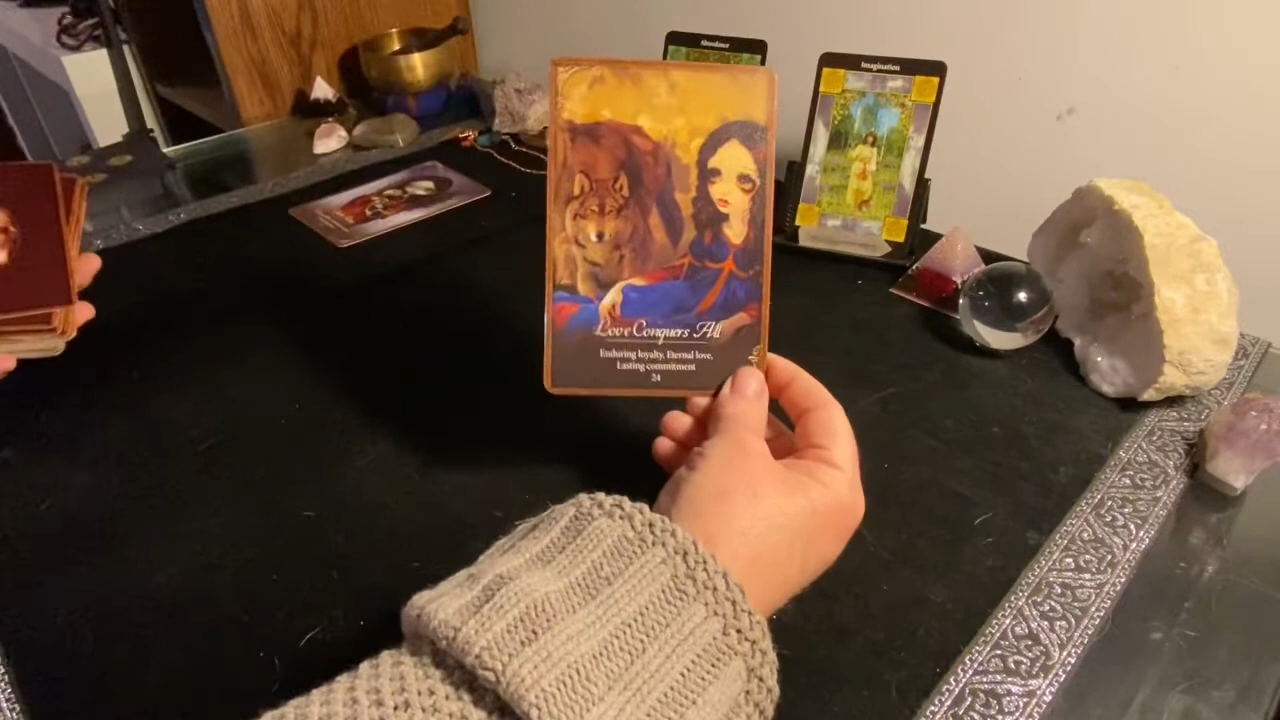 Abundance
Imagination
Love Conquers All
Enduring loyalty, Eternal love,
Lasting commitment
24